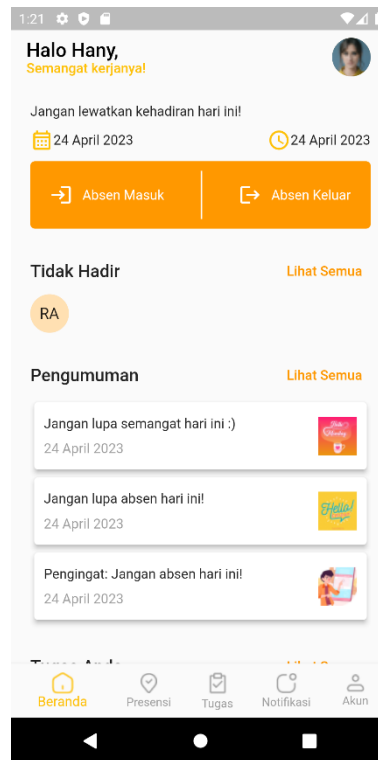 1:21
Halo Hany,
Semangat kerjanya!
Jangan lewatkan kehadiran hari ini!
24 April 2023 24 April 2023
Absen Masuk Absen Keluar
Tidak Hadir Lihat Semua
RA
Pengumuman Lihat Semua
Jangan lupa semangat hari ini :)
24 April 2023
Hello
Monday
Jangan lupa absen hari ini!
24 April 2023
Hello!
Pengingat: Jangan absen hari ini!
24 April 2023
Beranda Presensi Tugas Notifikasi Akun